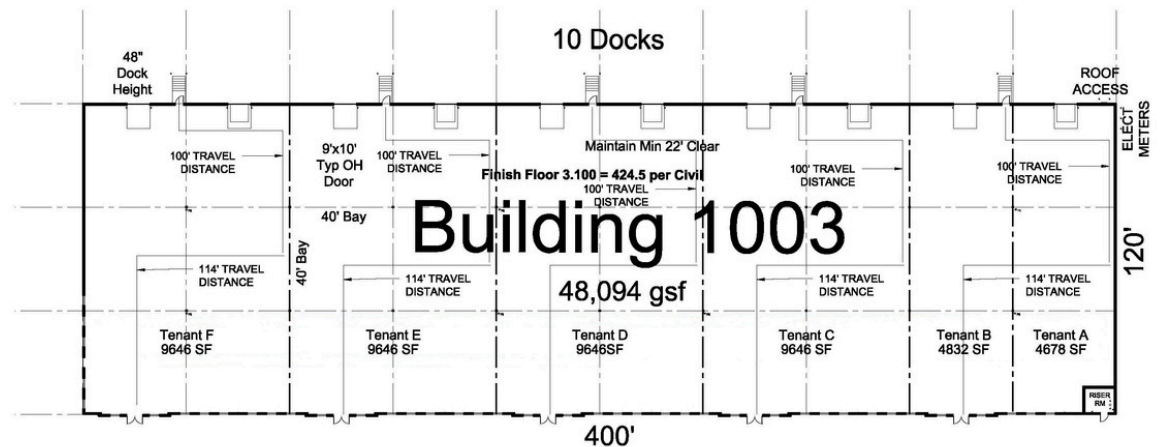 10 Docks
48"
Dock
Height
ROOF
ACCESS
ELECT
METERS
100' TRAVEL
DISTANCE
9'x10'
Typ OH
Door
100' TRAVEL
DISTANCE
Maintain Min 22' Clear
Finish Floor 3.100 = 424.5 per Civil
100' TRAVEL
DISTANCE
100' TRAVEL
DISTANCE
100' TRAVEL
DISTANCE
40' Bay
40' Bay
Building 1003
120'
114' TRAVEL
DISTANCE
114' TRAVEL
DISTANCE
48,094 gsf
114' TRAVEL
DISTANCE
114' TRAVEL
DISTANCE
Tenant F
9646 SF
Tenant E
9646 SF
Tenant D
9646SF
Tenant C
9646 SF
Tenant B
4832 SF
Tenant A
4678 SF
RISER
RM
400'